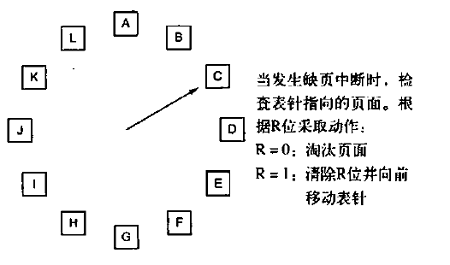 A
B
C
D
E
F
G
H
I
J
K
L
当发生缺页中断时，检
查表针指向的页面。根
据R位采取动作：
R = 0：淘汰页面
R = 1：清除R位并向前
移动表针